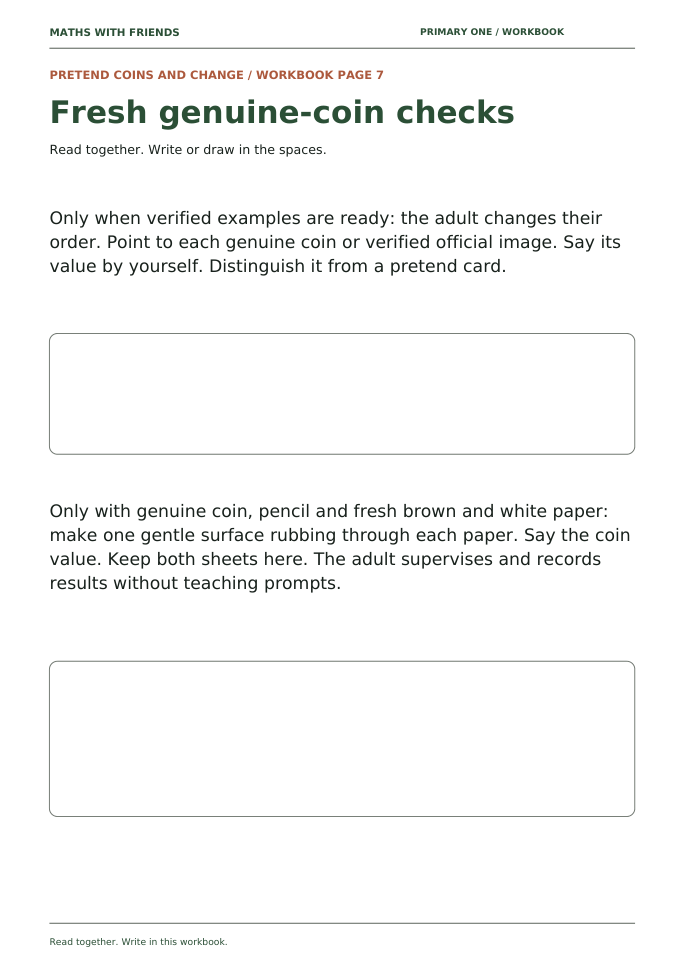 MATHS WITH FRIENDS
PRIMARY ONE / WORKBOOK
PRETEND COINS AND CHANGE / WORKBOOK PAGE 7
Fresh genuine-coin checks
Read together. Write or draw in the spaces.
Only when verified examples are ready: the adult changes their
order. Point to each genuine coin or verified official image. Say its
value by yourself. Distinguish it from a pretend card.
Only with genuine coin, pencil and fresh brown and white paper:
make one gentle surface rubbing through each paper. Say the coin
value. Keep both sheets here. The adult supervises and records
results without teaching prompts.
Read together. Write in this workbook.